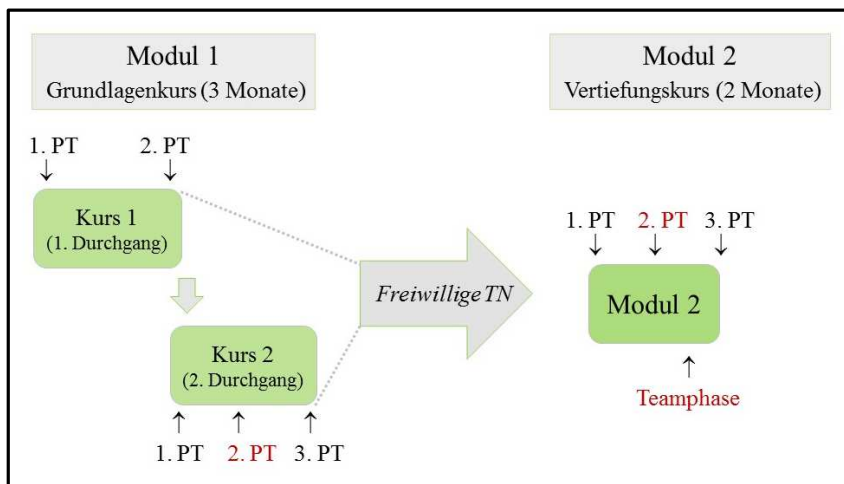 Modul 1
Grundlagenkurs (3 Monate)
1. PT 2. PT
Kurs 1
(1. Durchgang)
Kurs 2
(2. Durchgang)
1. PT 2. PT 3. PT
Freiwillige TN
Modul 2
Vertiefungskurs (2 Monate)
1. PT 2. PT 3. PT
Modul 2
Teamphase